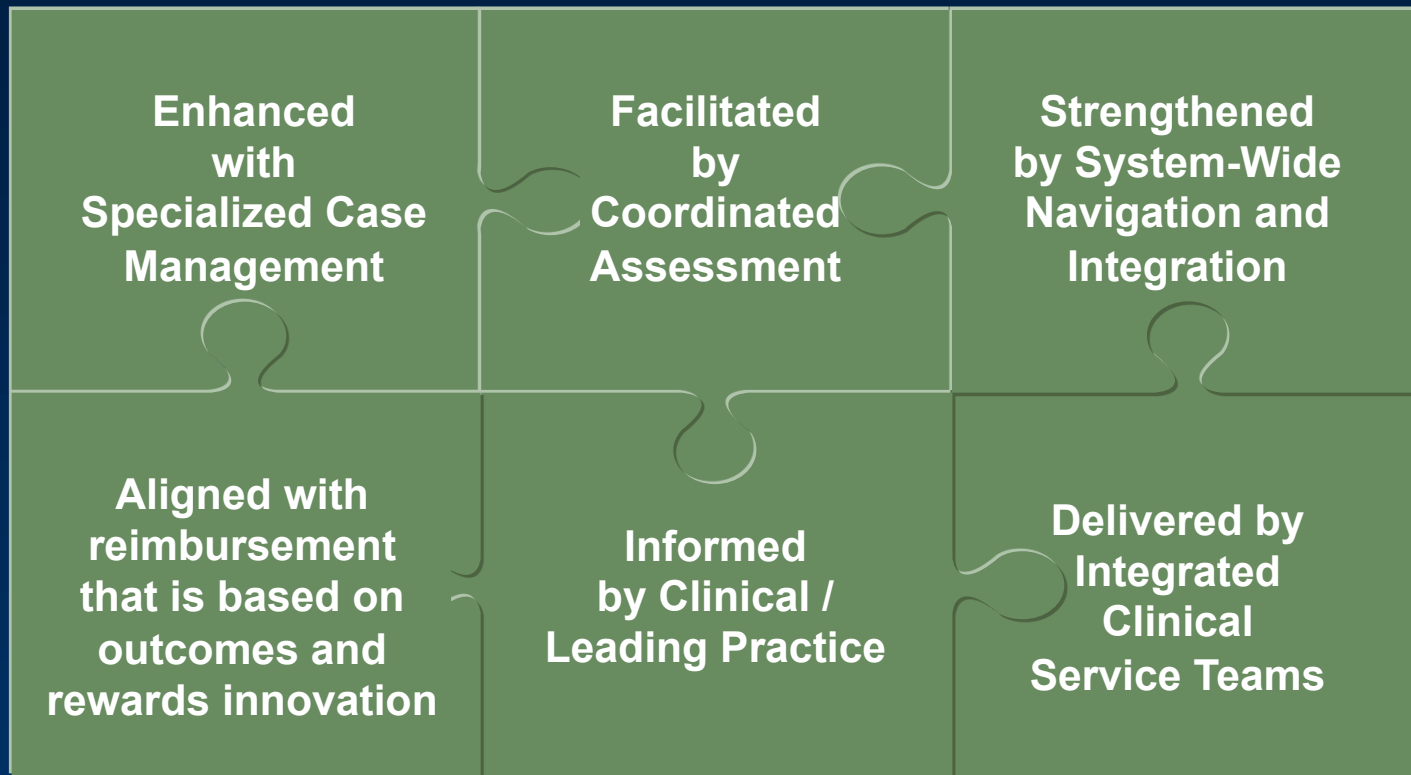 Enhanced
with
Specialized Case
Management
Facilitated
by
Coordinated
Assessment
Strengthened
by System-Wide
Navigation and
Integration
Aligned with
reimbursement
that is based on
outcomes and
rewards innovation
Informed
by Clinical /
Leading Practice
Delivered by
Integrated
Clinical
Service Teams